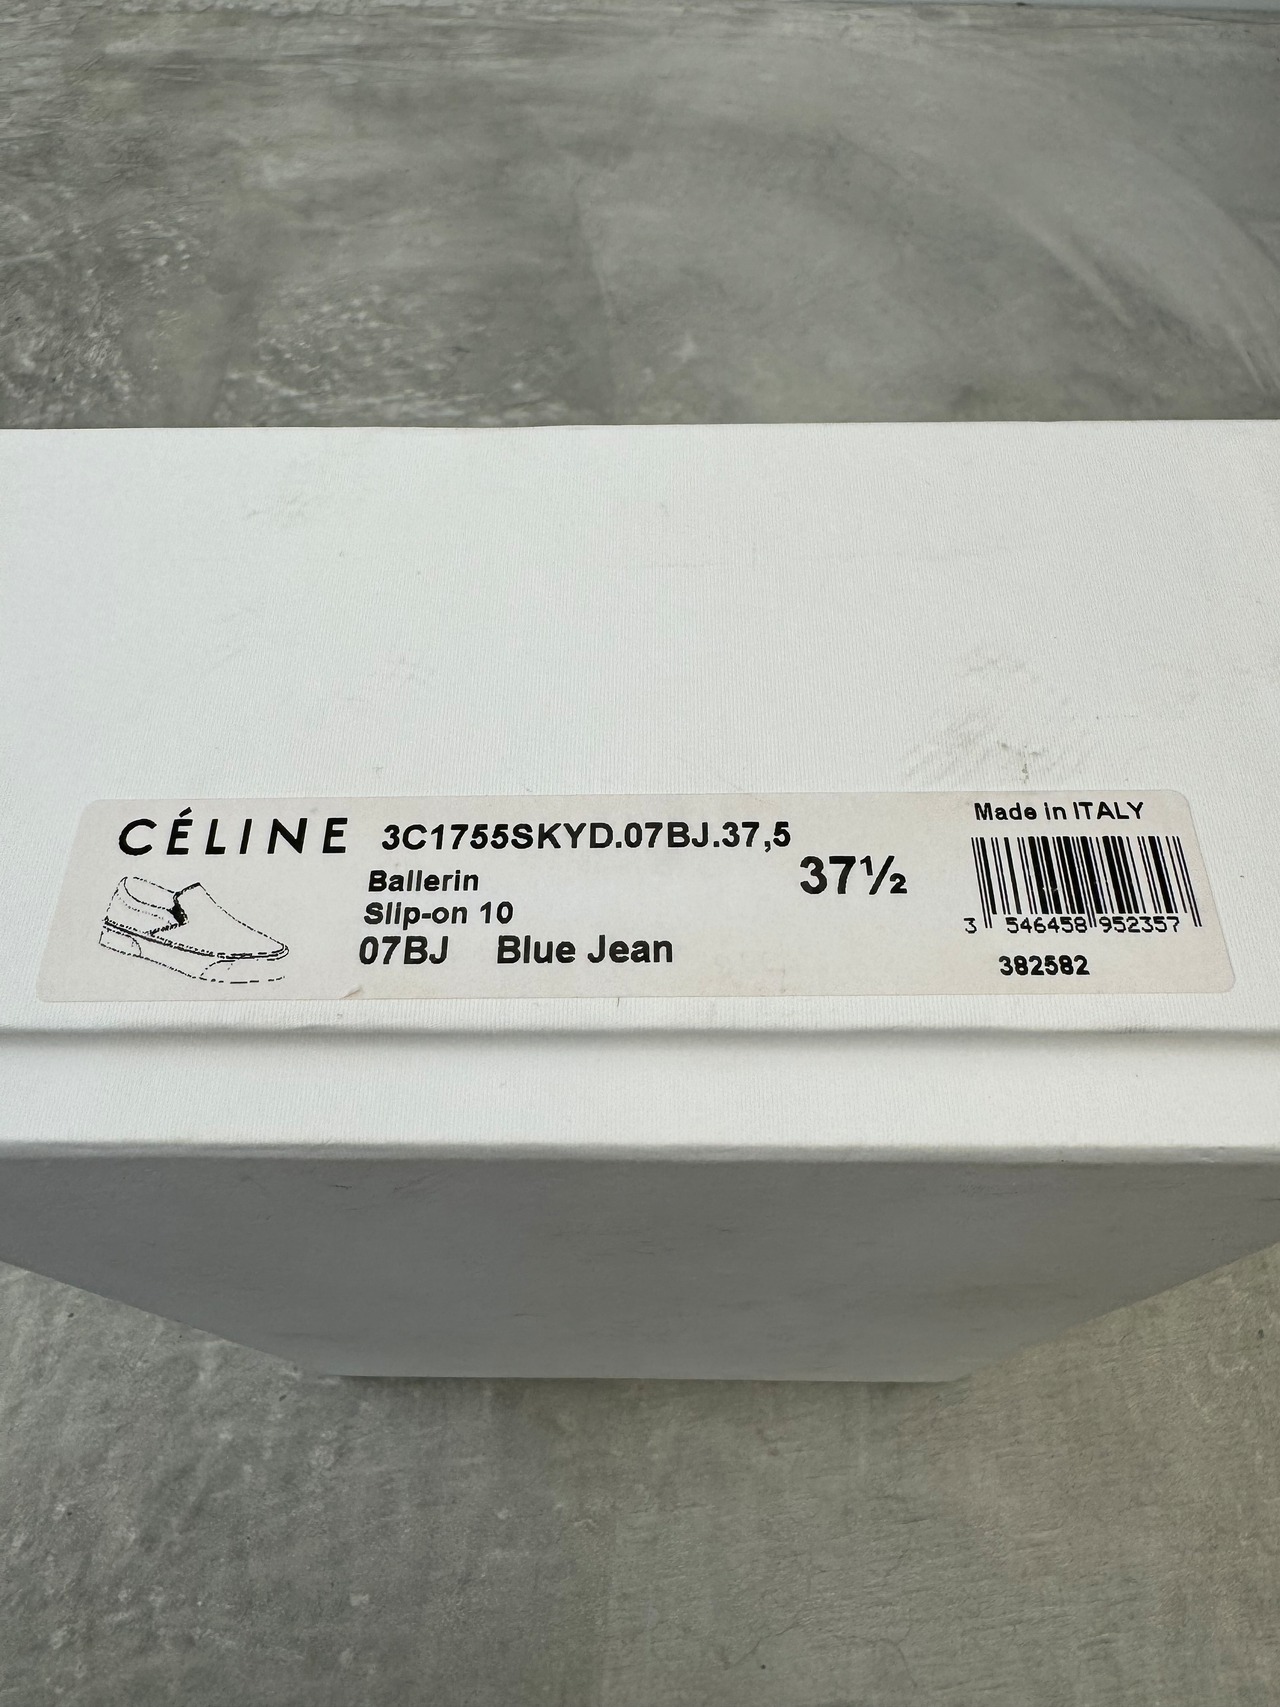 CÉLINE 3C1755SKYD.07BJ.37,5
Ballerin
Slip-on 10
07BJ Blue Jean
37½
Made in ITALY
3 546458 952357
382582